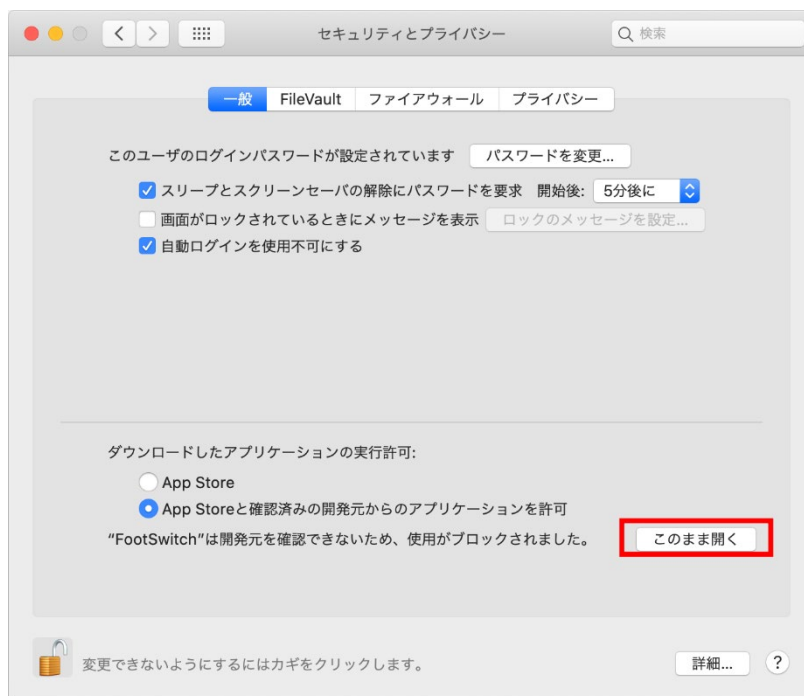 セキュリティとプライバシー
検索
一般 FileVault ファイアウォール プライバシー
このユーザのログインパスワードが設定されています パスワードを変更...
スリープとスクリーンセーバの解除にパスワードを要求 開始後: 5分後に
画面がロックされているときにメッセージを表示 ロックのメッセージを設定...
自動ログインを使用不可にする
ダウンロードしたアプリケーションの実行許可:
App Store
App Storeと確認済みの開発元からのアプリケーションを許可
“FootSwitch”は開発元を確認できないため、使用がブロックされました。 このまま開く
変更できないようにするにはカギをクリックします。 詳細... ?